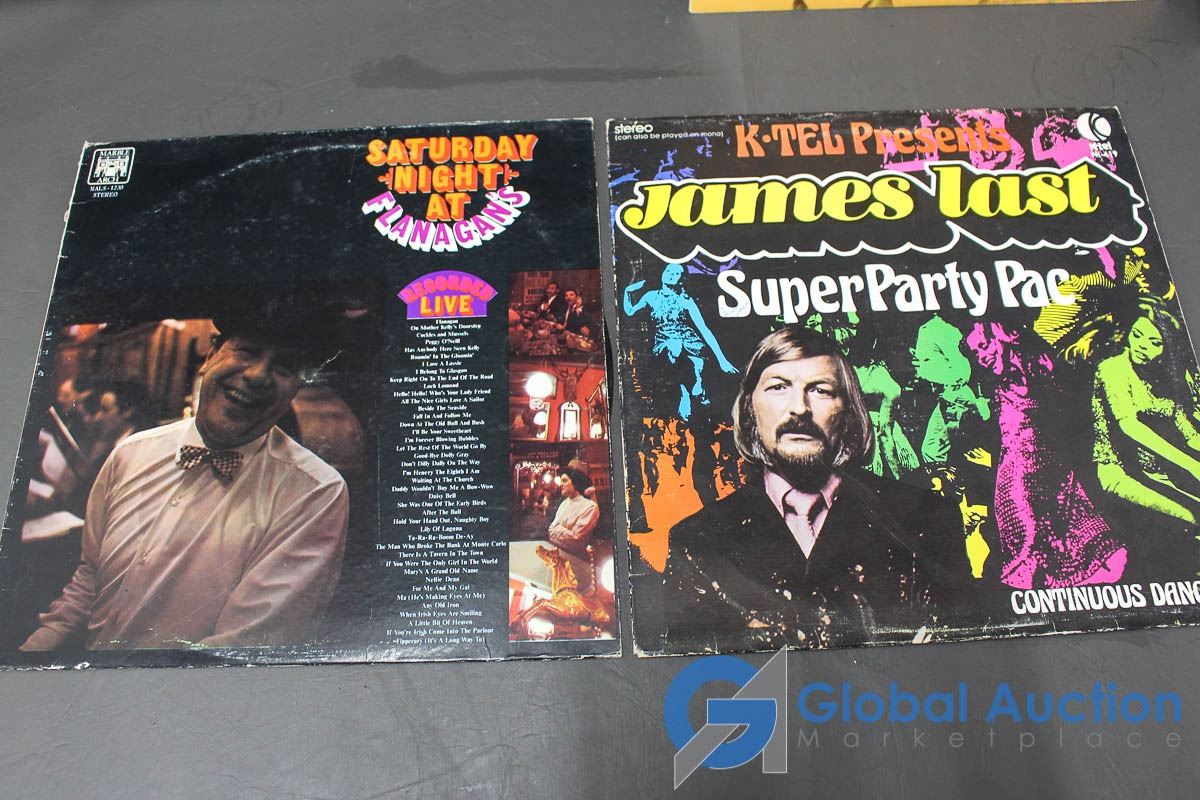 MARBLE
ARCH
MALS-1230
STEREO
SATURDAY
NIGHT
AT
FLANAGAN'S
RECORDED
LIVE
Flanagan
On Mother Kelly's Doorstep
Cockles and Mussels
Peggy O'Neill
Has Anybody Here Seen Kelly
Roamin' In The Gloamin'
I Love A Lassie
I Belong To Glasgow
Keep Right On To The End Of The Road
Loch Lomond
Hello! Hello! Who's Your Lady Friend
All The Nice Girls Love A Sailor
Beside The Seaside
Fall In And Follow Me
Down At The Old Bull And Bush
I'll Be Your Sweetheart
I'm Forever Blowing Bubbles
Let The Rest Of The World Go By
Good-Bye Dolly Gray
Don't Dilly Dally On The Way
I'm Henery The Eighth I Am
Waiting At The Church
Daddy Wouldn't Buy Me A Bow-Wow
Daisy Bell
She Was One Of The Early Birds
After The Ball
Hold Your Hand Out, Naughty Boy
Lily Of Laguna
Ta-Ra-Ra-Boom De-Ay
The Man Who Broke The Bank At Monte Carlo
There Is A Tavern In The Town
If You Were The Only Girl In The World
Mary's A Grand Old Name
Nellie Dean
For Me And My Gal
Ma (He's Making Eyes At Me)
Any Old Iron
When Irish Eyes Are Smiling
A Little Bit Of Heaven
If You're Irish Come Into The Parlour
Tipperary (It's A Long Way To)
stereo
(can also be played on mono)
K·TEL Presents
K-tel
james last
Super Party Pac
CONTINUOUS DANC
Global Auction
Marketplace